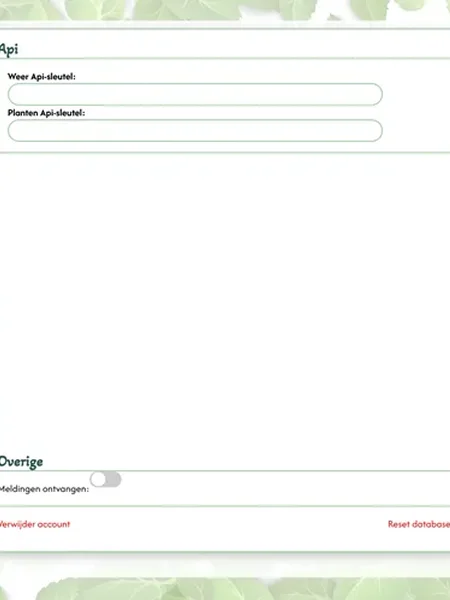 Api
Weer Api-sleutel:
Planten Api-sleutel:
Overige
Meldingen ontvangen:
Verwijder account
Reset database